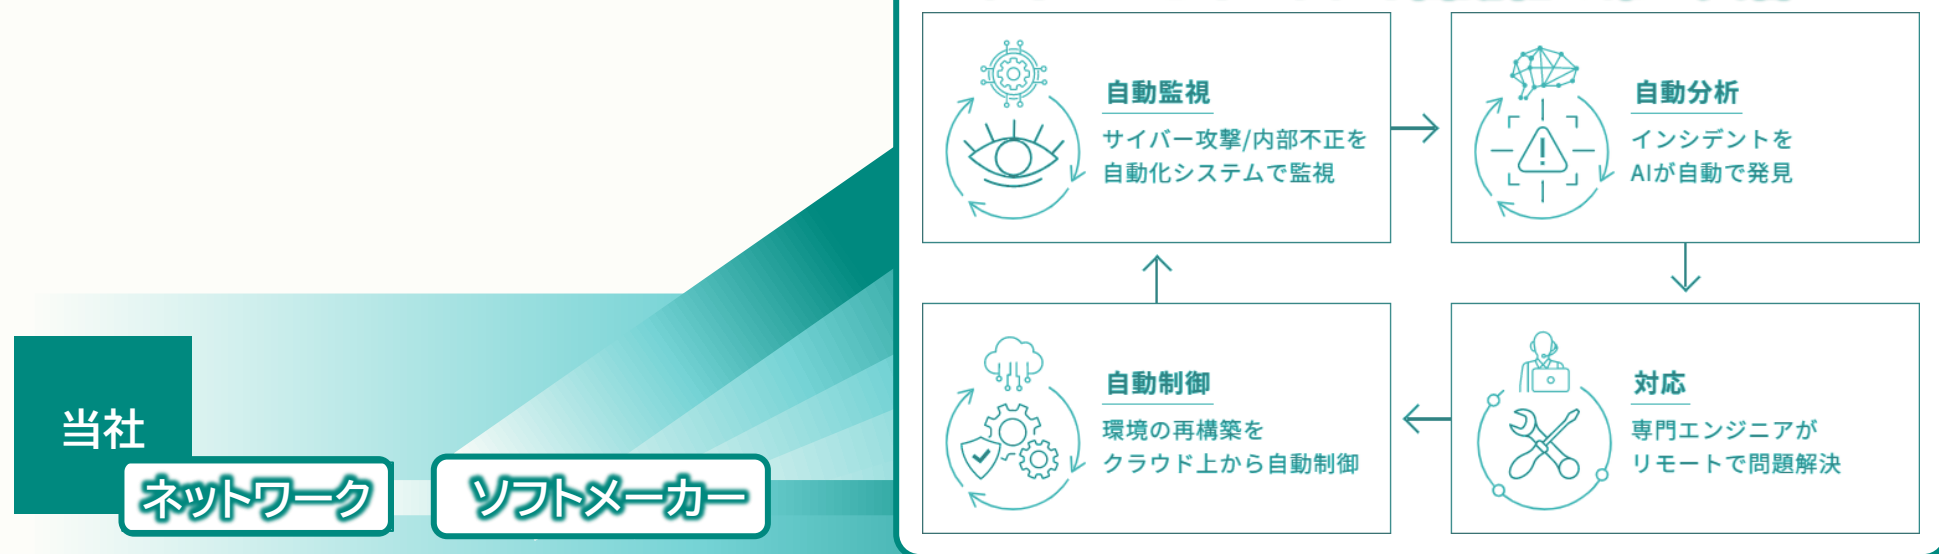 自動監視
サイバー攻撃/内部不正を
自動化システムで監視
自動分析
インシデントを
AIが自動で発見
自動制御
環境の再構築を
クラウド上から自動制御
対応
専門エンジニアが
リモートで問題解決
当社
ネットワーク
ソフトメーカー